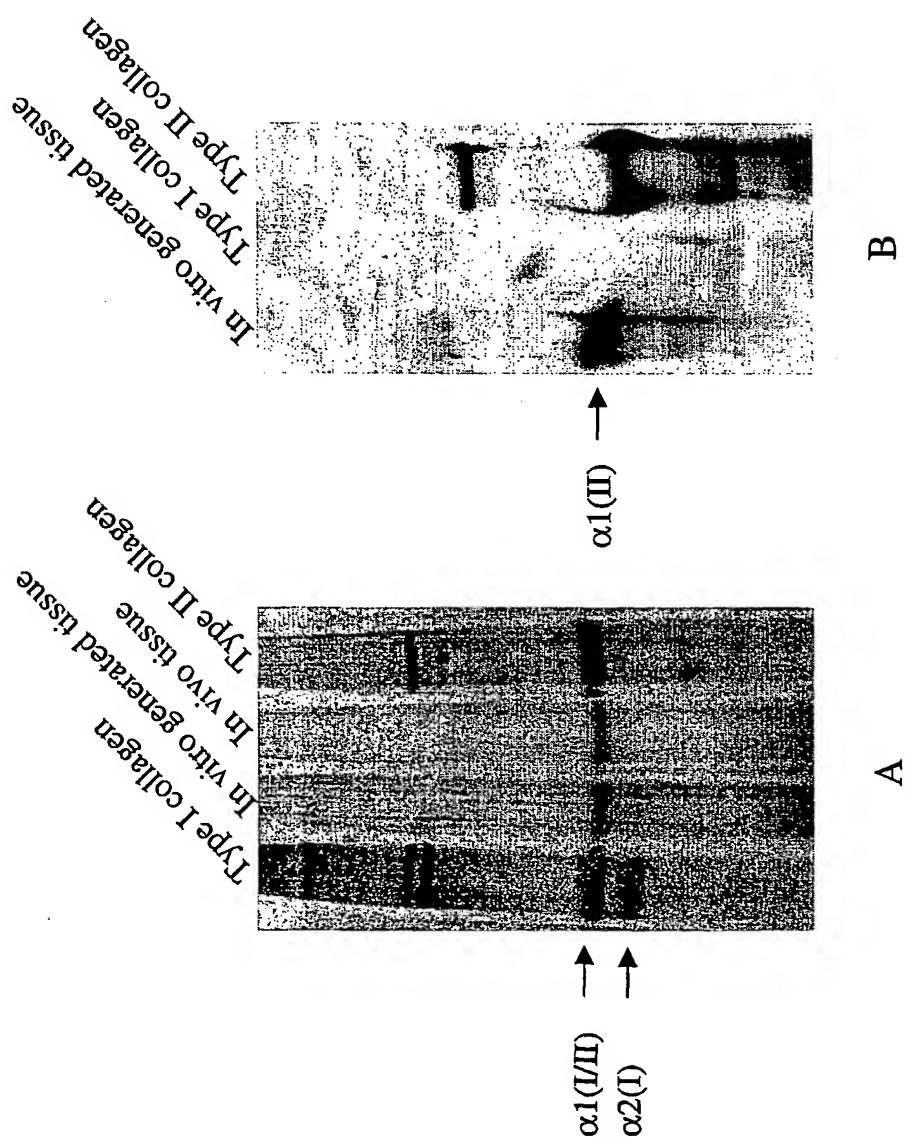 Type I collagen
In vitro generated tissue
In vivo tissue
Type II collagen
α1(I/II)
α2(I)
A
In vitro generated tissue
Type I collagen
Type II collagen
α1(II)
B